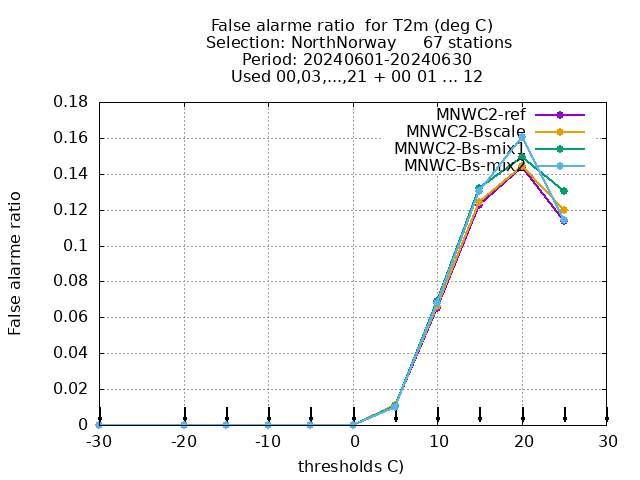 False alarme ratio  for T2m (deg C)
Selection: NorthNorway     67 stations
Period: 20240601-20240630
Used 00,03,...,21 + 00 01 ... 12
MNWC2-ref
MNWC2-Bscale
MNWC2-Bs-mix1
MNWC-Bs-mix2
False alarme ratio
0.18
0.16
0.14
0.12
0.1
0.08
0.06
0.04
0.02
0
-30 -20 -10 0 10 20 30
thresholds C)